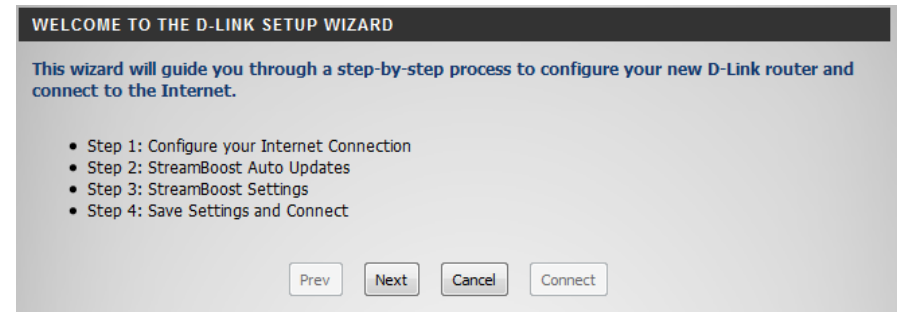 WELCOME TO THE D-LINK SETUP WIZARD
This wizard will guide you through a step-by-step process to configure your new D-Link router and
connect to the Internet.
• Step 1: Configure your Internet Connection
• Step 2: StreamBoost Auto Updates
• Step 3: StreamBoost Settings
• Step 4: Save Settings and Connect
Prev Next Cancel Connect